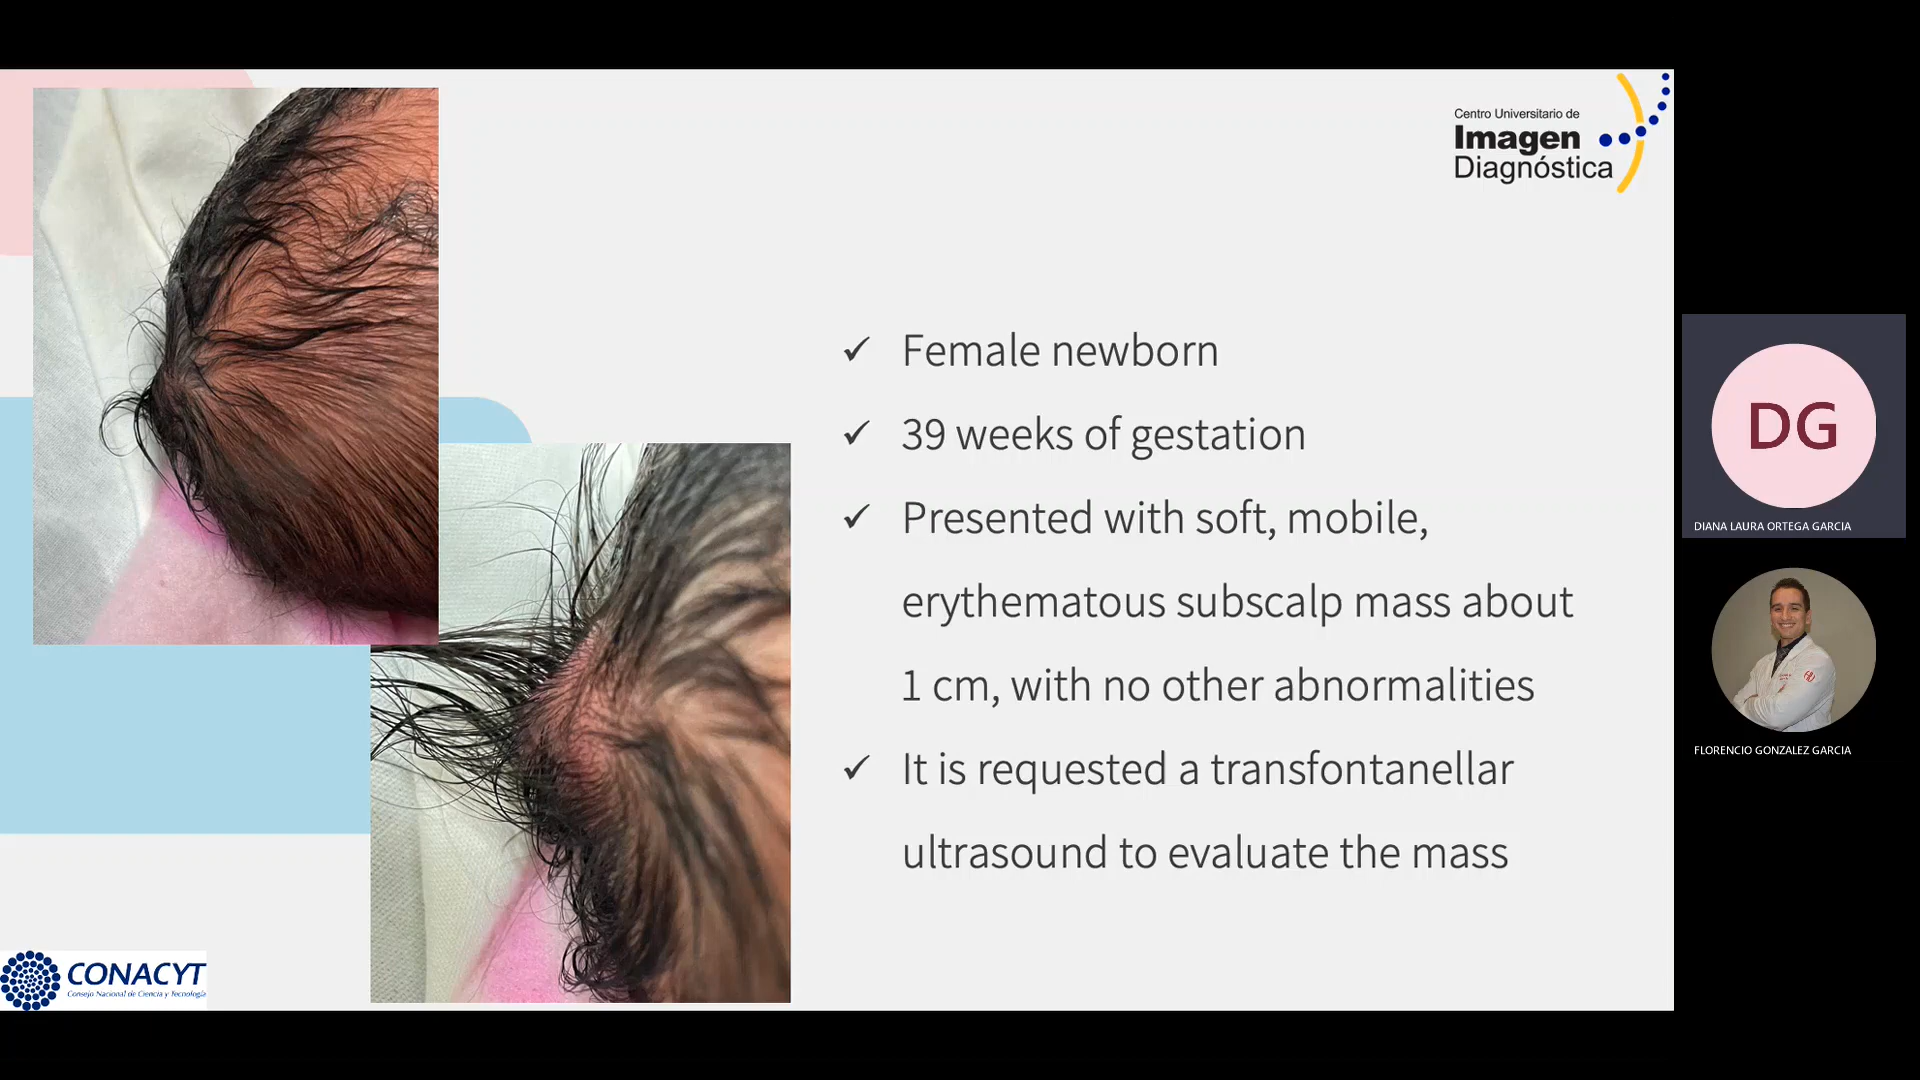 Centro Universitario de
Imagen
Diagnóstica
✓ Female newborn
✓ 39 weeks of gestation
✓ Presented with soft, mobile,
erythematous subscalp mass about
1 cm, with no other abnormalities
✓ It is requested a transfontanellar
ultrasound to evaluate the mass
CONACYT
Consejo Nacional de Ciencia y Tecnología
DG
DIANA LAURA ORTEGA GARCIA
FLORENCIO GONZALEZ GARCIA